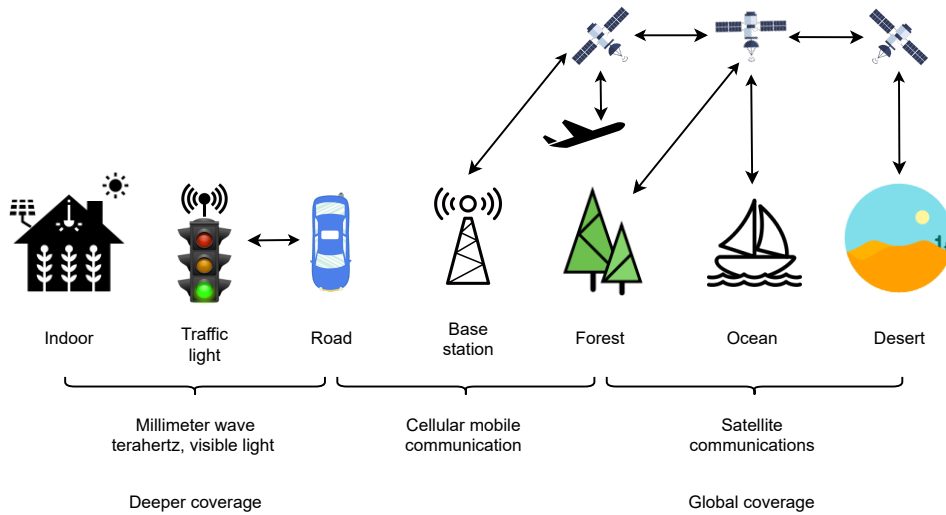 Indoor
Traffic
light
Road
Base
station
Forest
Ocean
Desert
Millimeter wave
terahertz, visible light
Cellular mobile
communication
Satellite
communications
Deeper coverage
Global coverage